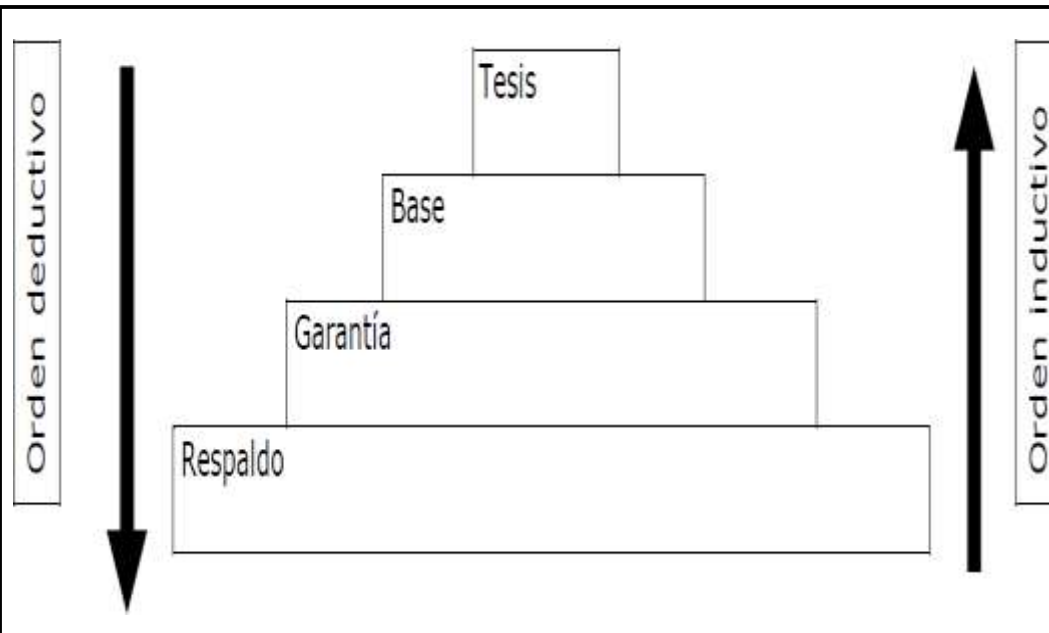 Orden deductivo
Tesis
Base
Garantía
Respaldo
Orden inductivo